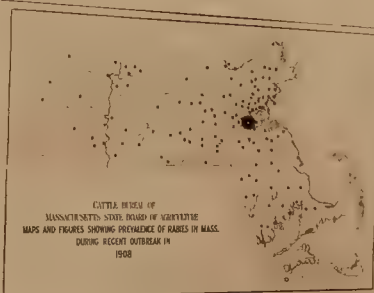 CATTLE BUREAU OF
MASSACHUSETTS STATE BOARD OF AGRICULTURE
MAPS AND FIGURES SHOWING PREVALENCE OF RABIES IN MASS.
DURING RECENT OUTBREAK IN
1908